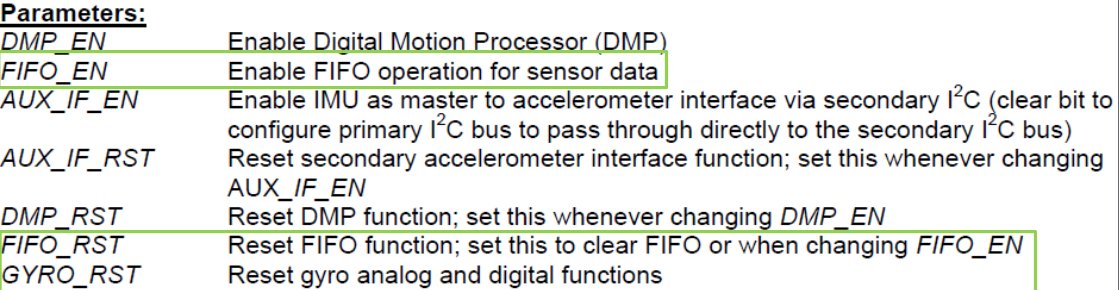 Parameters:
DMP_EN Enable Digital Motion Processor (DMP)
FIFO_EN Enable FIFO operation for sensor data
AUX_IF_EN Enable IMU as master to accelerometer interface via secondary I²C (clear bit to
configure primary I²C bus to pass through directly to the secondary I²C bus)
AUX_IF_RST Reset secondary accelerometer interface function; set this whenever changing
AUX_IF_EN
DMP_RST Reset DMP function; set this whenever changing DMP_EN
FIFO_RST Reset FIFO function; set this to clear FIFO or when changing FIFO_EN
GYRO_RST Reset gyro analog and digital functions